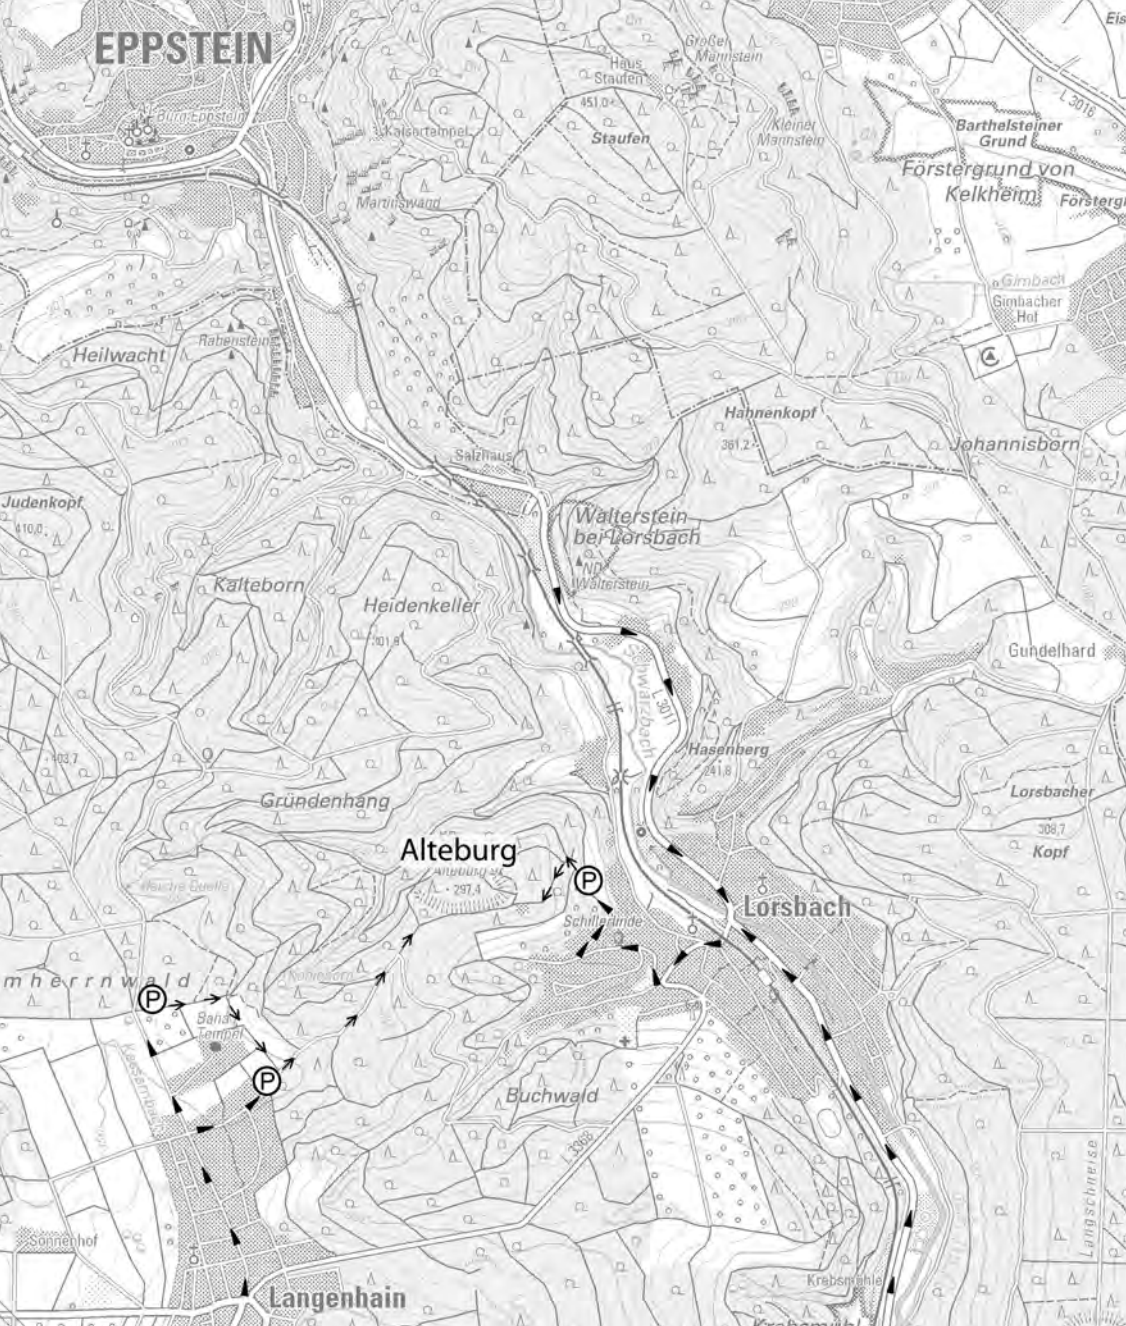 EPPSTEIN
Burg Eppstein
Kaisertempel
Martinswand
Großer
Mannstein
Haus
Staufen
451,0
Staufen
Kleiner
Mannstein
L 3016
Barthelsteiner
Grund
Förstergrund von
Kelkheim
Gimbach
Gimbacher
Hof
Rabenstein
Heilwacht
Hahnenkopf
361,2
Johannisborn
Salzhaus
Judenkopf
410,0
Walterstein
bei Lorsbach
ND
Walterstein
Kalteborn
Heidenkeller
Gundelhard
Schwarzbach
L 3011
Hasenberg
241,8
403,7
Gründenhang
Lorsbacher
308,7
Kopf
Alteburg
297,4
P
Schillerlinde
Lorsbach
mherrnwald
P
Bahá'í
Tempel
P
Buchwald
L 3368
Langschneise
Sonnenhof
Krebsmühle
Langenhain